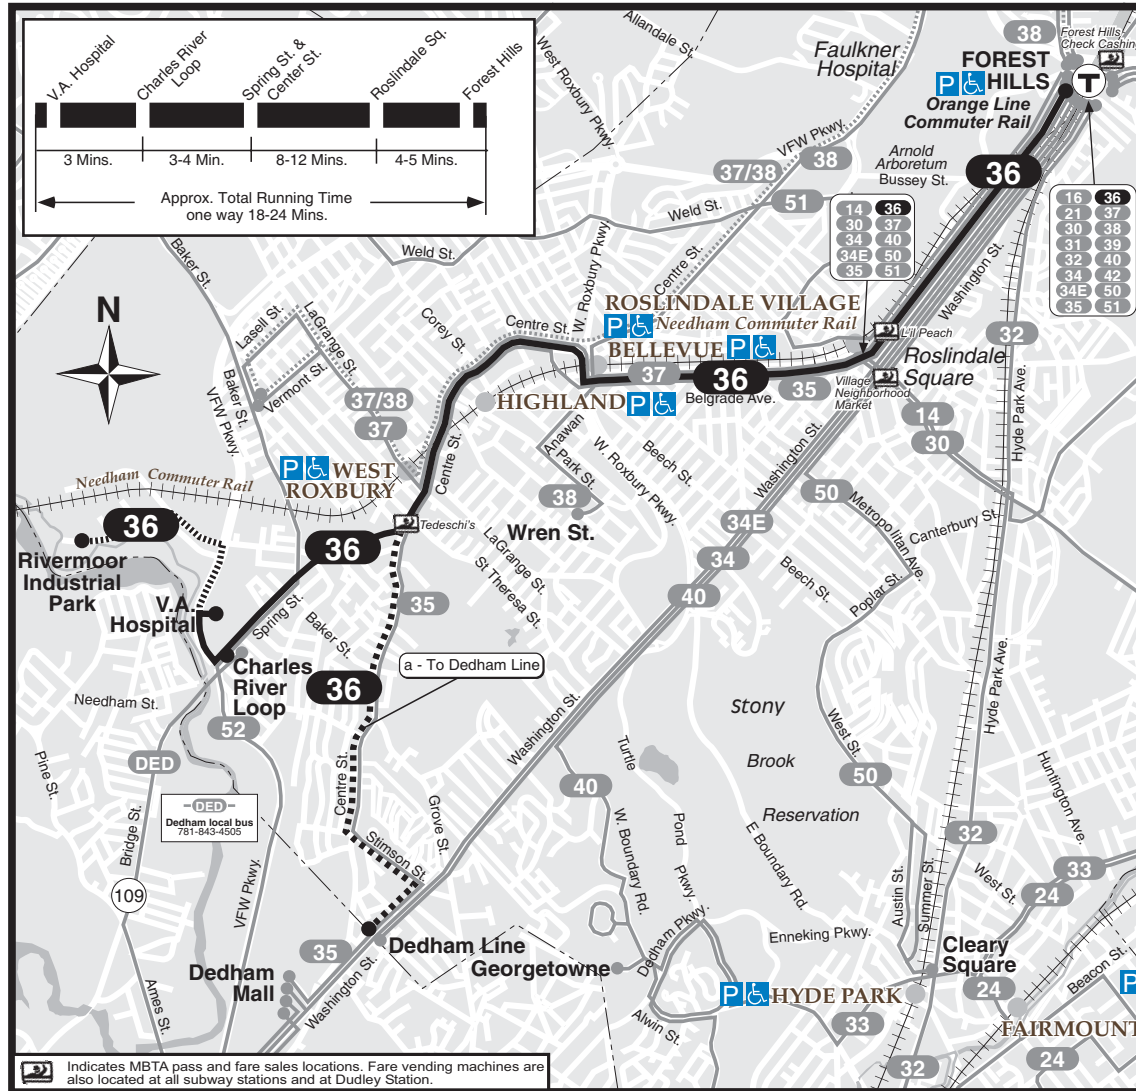 V.A. Hospital
Charles River
Loop
Spring St. &
Center St.
Roslindale Sq.
Forest Hills
3 Mins.
3-4 Min.
8-12 Mins.
4-5 Mins.
Approx. Total Running Time
one way 18-24 Mins.
Allandale St.
West Roxbury Pkwy.
Faulkner
Hospital
38
Forest Hills
Check Cashing
FOREST
P HILLS
T
Orange Line
Commuter Rail
VFW Pkwy.
38
37/38
Arnold
Arboretum
Bussey St.
36
51
Weld St.
14 36
30 37
34 40
34E 50
35 51
16 36
21 37
30 38
31 39
32 40
34 42
34E 50
35 51
Baker St.
Weld St.
W. Roxbury Pkwy.
Centre St.
Washington St.
N
Lasell St.
LaGrange St.
Corey St.
Centre St.
ROSLINDALE VILLAGE
P Needham Commuter Rail
BELLEVUE P
L'il Peach
32
Vermont St.
37
36
35
Roslindale
Square
Belgrade Ave.
Village
Neighborhood
Market
HIGHLAND P
Baker St.
VFW Pkwy.
37/38
37
Centre St.
14
30
Hyde Park Ave.
Anawan
Park St.
W. Roxbury Pkwy.
Beech St.
Washington St.
P WEST
ROXBURY
Needham Commuter Rail
38
Wren St.
50
Metropolitan Ave.
Canterbury St.
36
Tedeschi's
36
34E
34
Rivermoor
Industrial
Park
LaGrange St.
St Theresa St.
Beech St.
Poplar St.
V.A.
Hospital
Spring St.
35
40
Baker St.
Charles
River
Loop
a - To Dedham Line
36
Hyde Park Ave.
Needham St.
52
Washington St.
Stony
Brook
Reservation
West St.
DED
Pine St.
Turtle
Pond
Pkwy.
50
Huntington Ave.
40
DED
Dedham local bus
781-843-4505
Centre St.
Grove St.
Bridge St.
W. Boundary Rd.
E Boundary Rd.
32
Stimson St.
33
West St.
24
109
VFW Pkwy.
Austin St.
Summer St.
Dedham Pkwy.
Enneking Pkwy.
35
Dedham Line
Georgetowne
Cleary
Square
Beacon St.
Dedham
Mall
Ames St.
Washington St.
P HYDE PARK
24
P
Alwin St.
33
FAIRMOUNT
32
24
Indicates MBTA pass and fare sales locations. Fare vending machines are
also located at all subway stations and at Dudley Station.